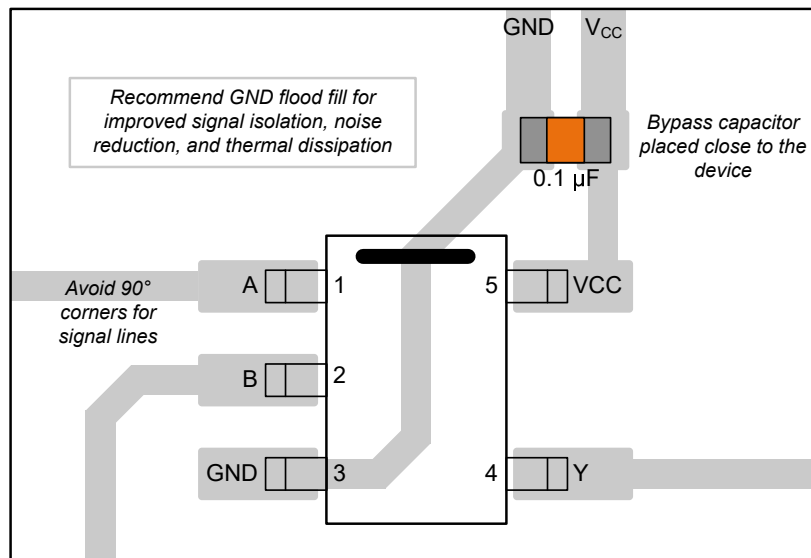 GND
V_CC
Recommend GND flood fill for
improved signal isolation, noise
reduction, and thermal dissipation
Bypass capacitor
placed close to the
device
0.1 µF
A
1
5
VCC
Avoid 90°
corners for
signal lines
B
2
GND
3
4
Y